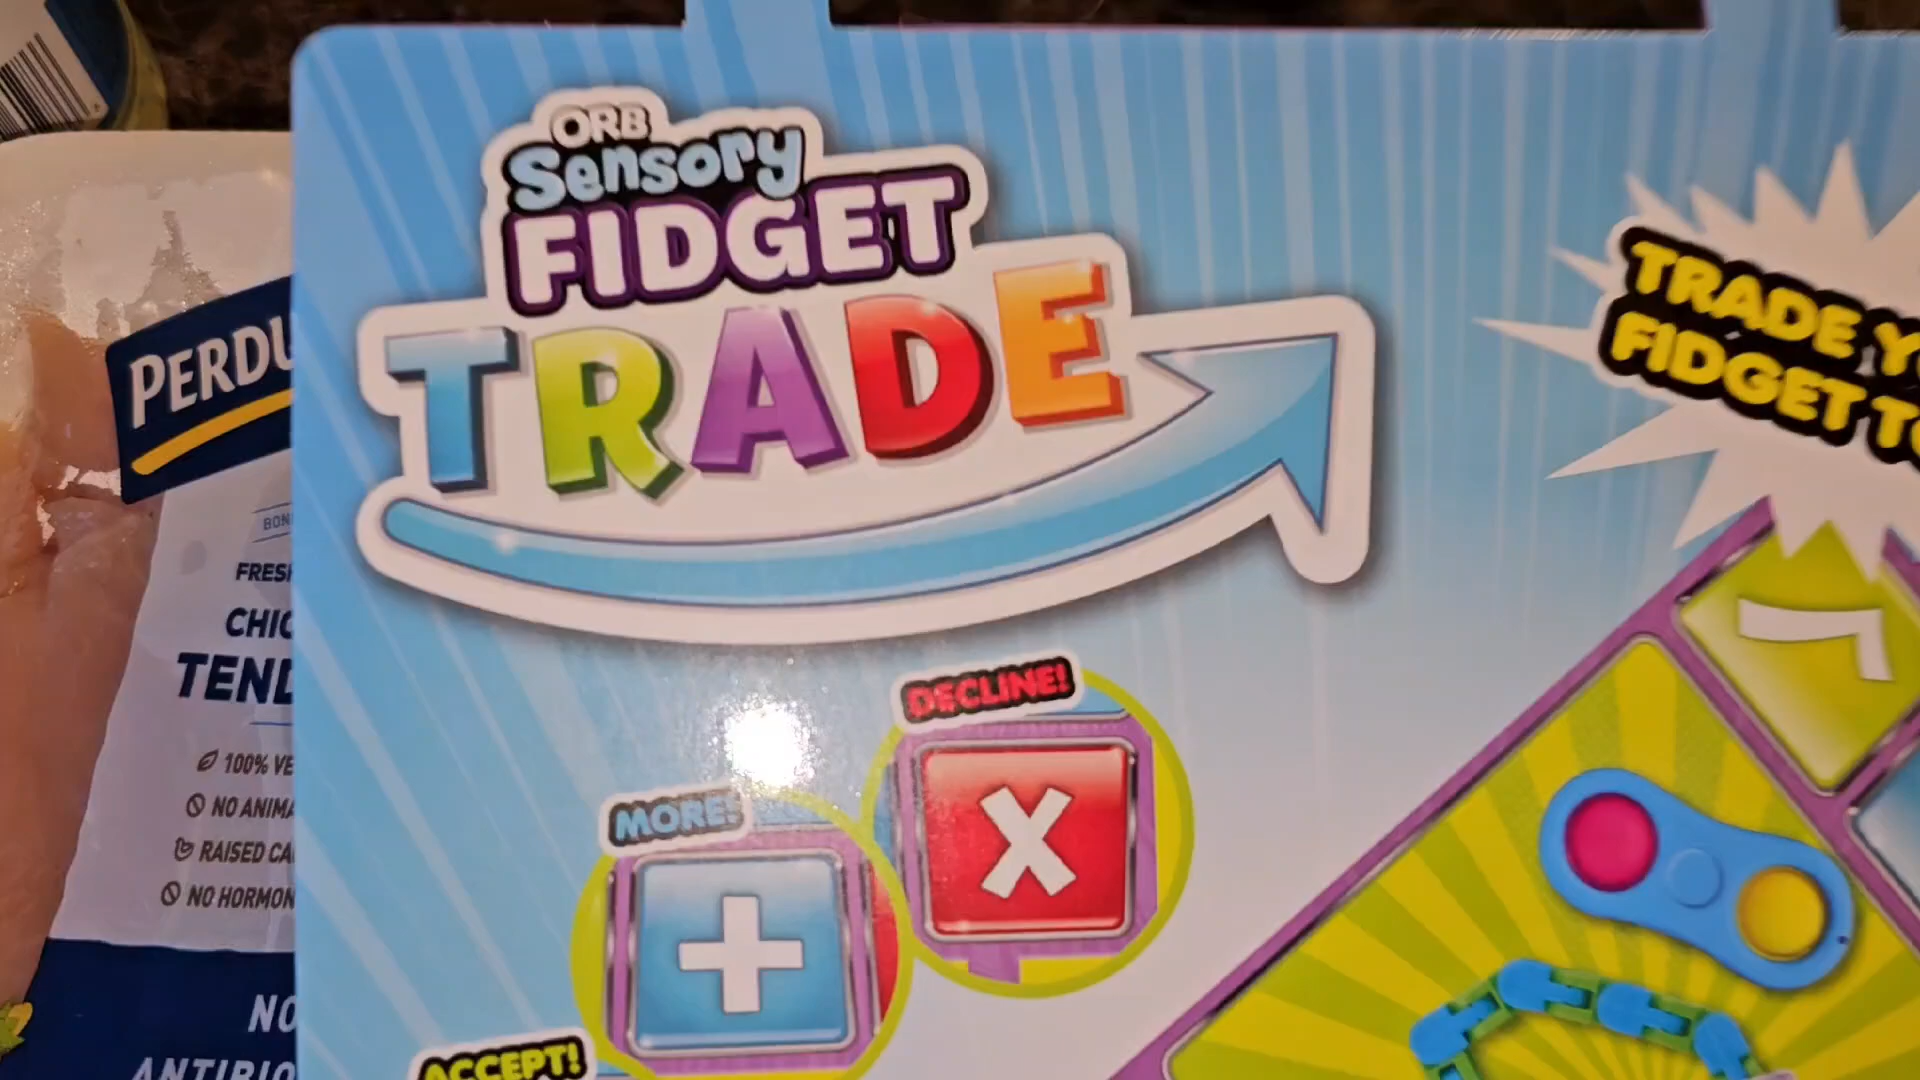 ORB
Sensory
FIDGET
TRADE
TRADE
FIDGET
DECLINE!
X
MORE!
+
ACCEPT!
PERDU
FRESH
CHIC
TEND
100% VE
NO ANIMA
RAISED CA
NO HORMON
NO
ANTIBIO